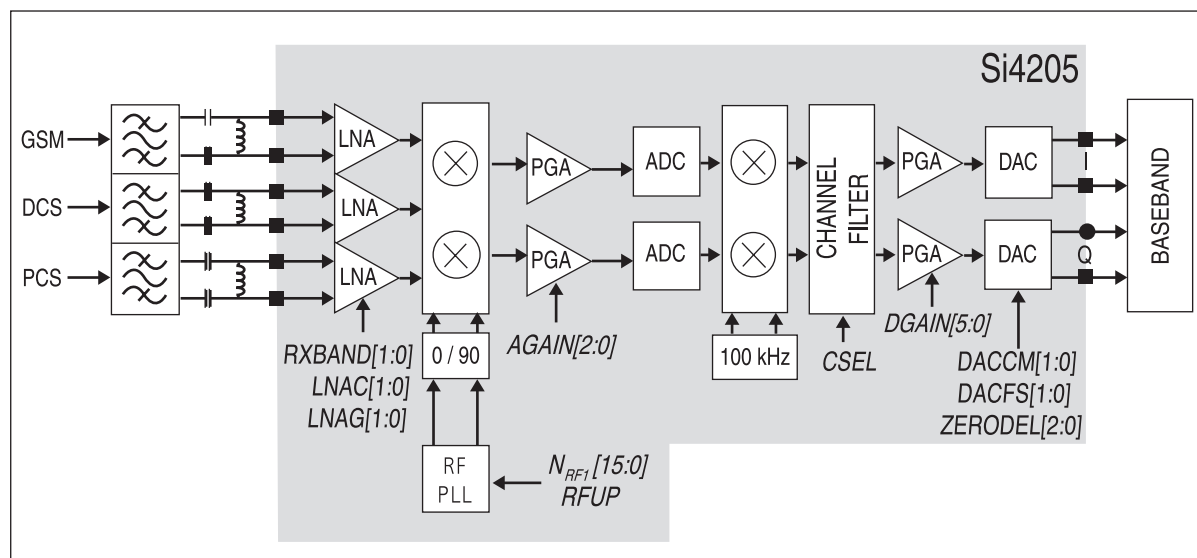 Si4205
GSM
DCS
PCS
LNA
LNA
LNA
PGA
ADC
PGA
ADC
CHANNEL
FILTER
PGA
DAC
I
PGA
DAC
Q
BASEBAND
RXBAND[1:0]
LNAC[1:0]
LNAG[1:0]
0 / 90
AGAIN[2:0]
100 kHz
CSEL
DGAIN[5:0]
DACCM[1:0]
DACFS[1:0]
ZERODEL[2:0]
RF
PLL
NRF1 [15:0]
RFUP